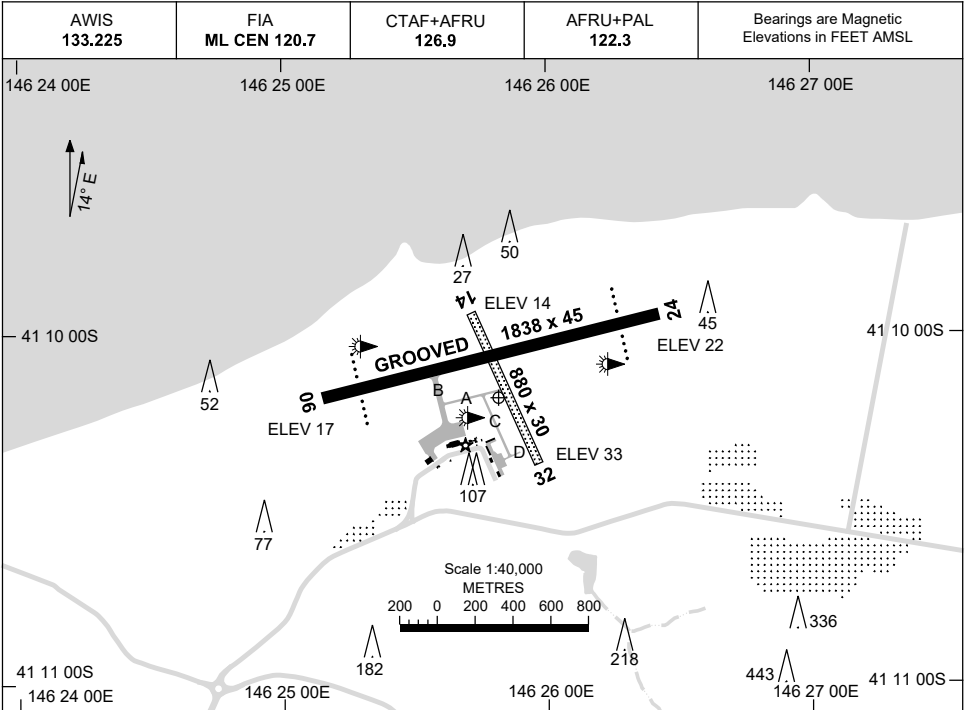 AWIS
133.225
FIA
ML CEN 120.7
CTAF+AFRU
126.9
AFRU+PAL
122.3
Bearings are Magnetic
Elevations in FEET AMSL
146 24 00E
146 25 00E
146 26 00E
146 27 00E
14° E
50
27
14
ELEV 14
1838 x 45
24
45
41 10 00S
41 10 00S
GROOVED
ELEV 22
52
06
B
A
880 x 30
ELEV 17
C
D
ELEV 33
32
107
77
Scale 1:40,000
METRES
200 0 200 400 600 800
336
182
218
443
41 11 00S
41 11 00S
146 24 00E
146 25 00E
146 26 00E
146 27 00E